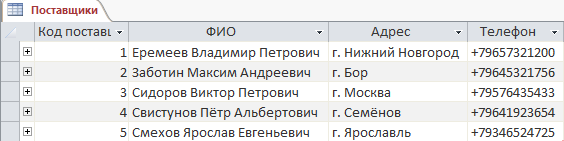 Поставщики
Код поставщ ФИО Адрес Телефон
1 Еремеев Владимир Петрович г. Нижний Новгород +79657321200
2 Заботин Максим Андреевич г. Бор +79645321756
3 Сидоров Виктор Петрович г. Москва +79576435433
4 Свистунов Пётр Альбертович г. Семёнов +79641923654
5 Смехов Ярослав Евгеньевич г. Ярославль +79346524725